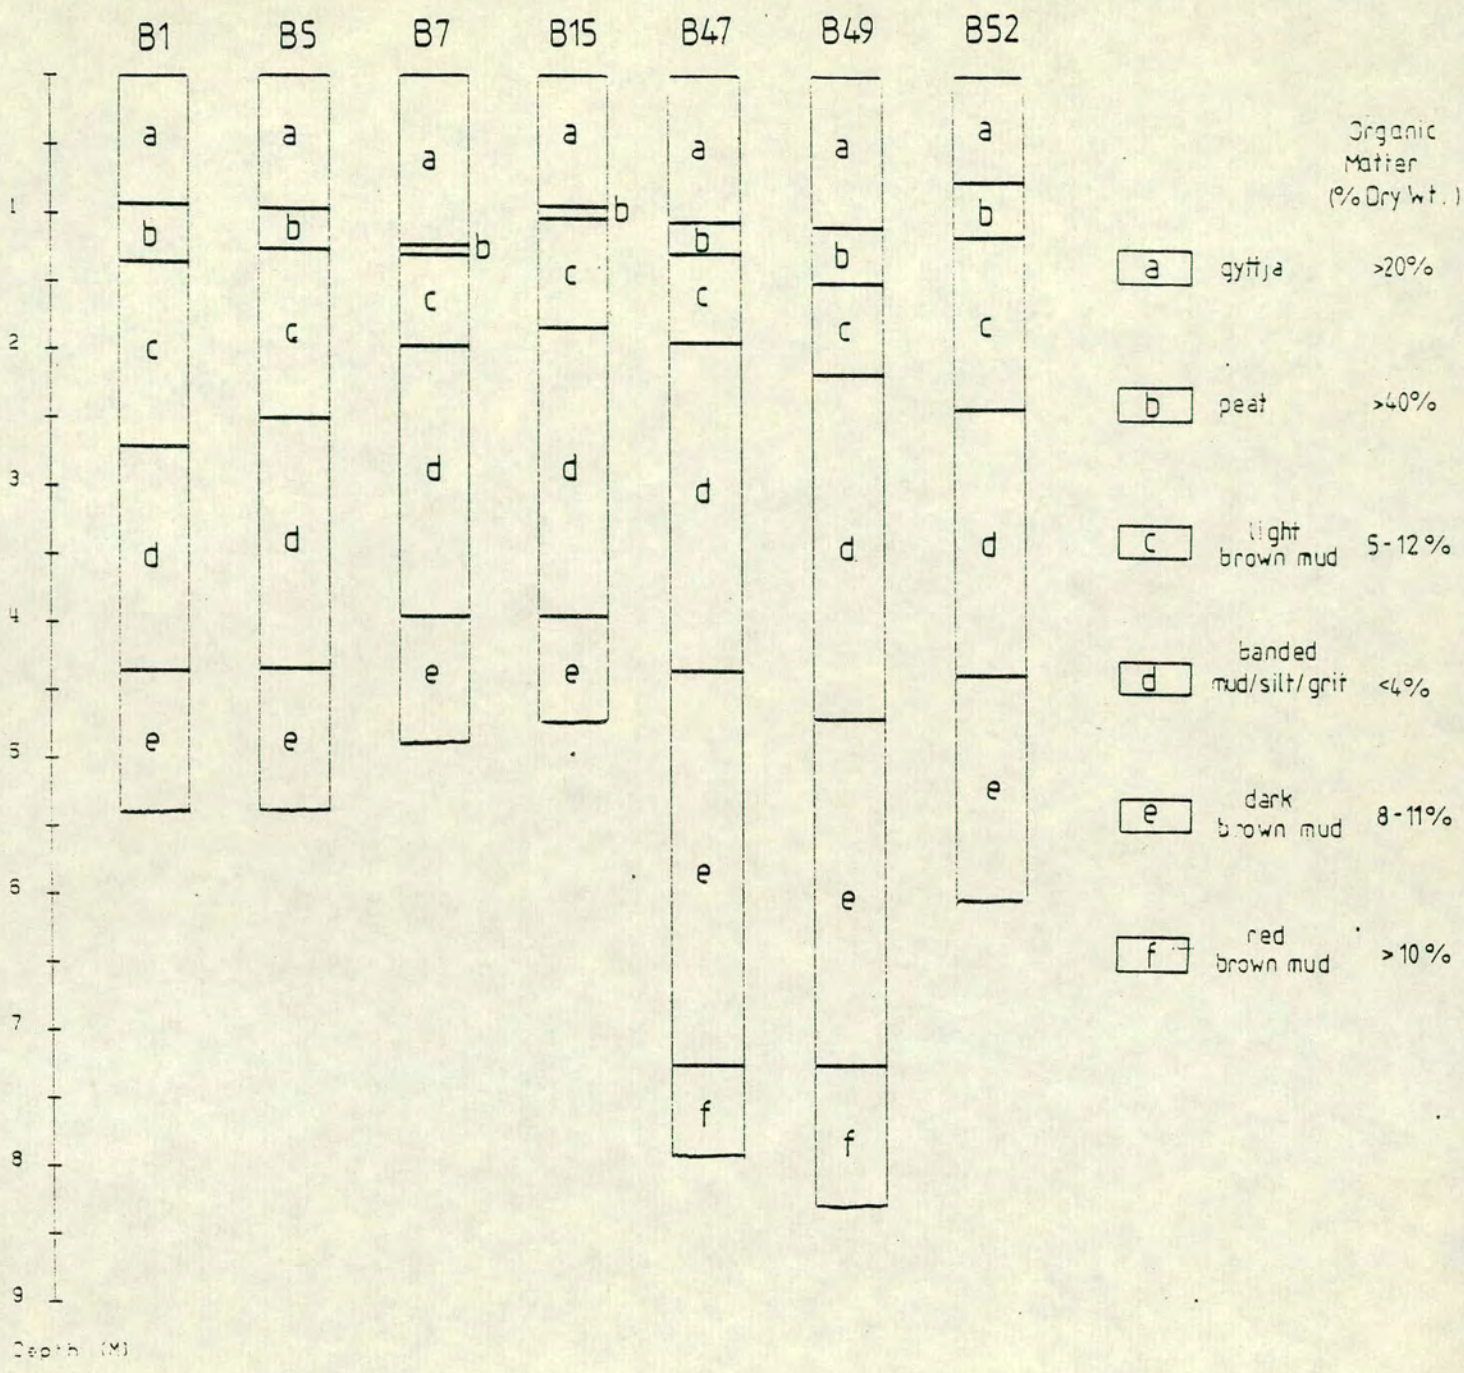 B1 B5 B7 B15 B47 B49 B52
a a a a a a a
b b b b b b b
c c c c c c c
d d d d d d d
e e e e e e e
f f
1
2
3
4
5
6
7
8
9
Depth (M)
Organic
Matter
(% Dry Wt.)
a gyttja >20%
b peat >40%
c light
brown mud 5-12%
d banded
mud/silt/grit <4%
e dark
brown mud 8-11%
f red
brown mud >10%